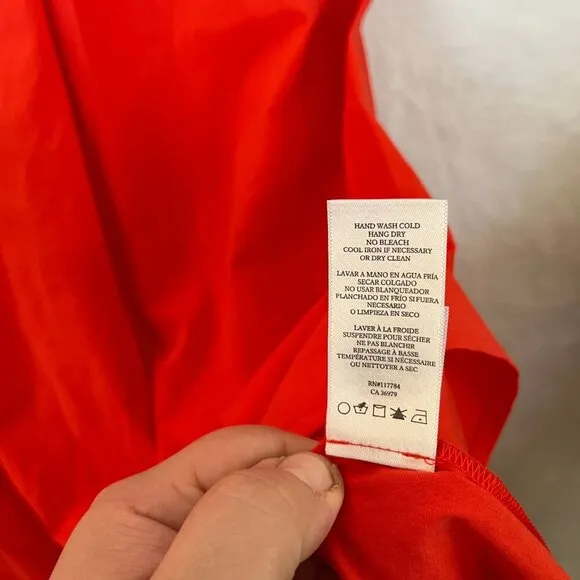 HAND WASH COLD
HANG DRY
NO BLEACH
COOL IRON IF NECESSARY
OR DRY CLEAN
LAVAR A MANO EN AGUA FRÍA
SECAR COLGADO
NO USAR BLANQUEADOR
PLANCHADO EN FRÍO SI FUERA
NECESARIO
O LIMPIEZA EN SECO
LAVER À LA FROIDE
SUSPENDRE POUR SÉCHER
NE PAS BLANCHIR
REPASSAGE À BASSE
TEMPÉRATURE SI NÉCESSAIRE
OU NETTOYER A SEC
RN#117784
CA 36979